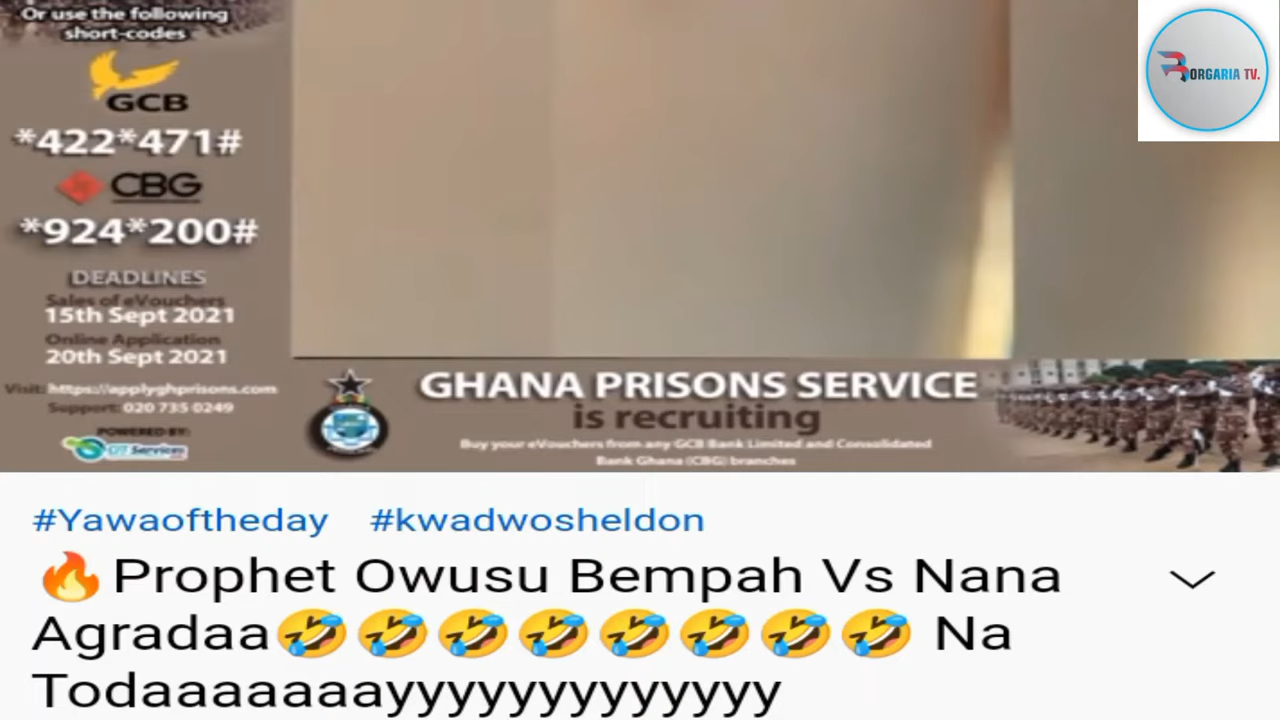 Or use the following
short-codes
GCB
*422*471#
CBG
*924*200#
DEADLINES
Sales of eVouchers
15th Sept 2021
Online Application
20th Sept 2021
Visit: https://applyghprisons.com
Support: 020 735 0249
POWERED BY:
Services
GHANA PRISONS SERVICE
is recruiting
Buy your eVouchers from any GCB Bank Limited and Consolidated
Bank Ghana (CBG) branches
BORGARIA TV.
#Yawaoftheday #kwadwosheldon
🔥Prophet Owusu Bempah Vs Nana
Agradaa🤣🤣🤣🤣🤣🤣🤣🤣 Na
Todaaaaaaaayyyyyyyyyyyyy